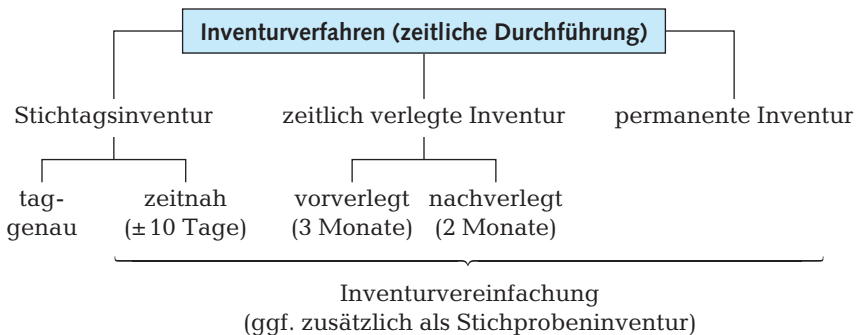 Inventurverfahren (zeitliche Durchführung)
Stichtagsinventur
zeitlich verlegte Inventur
permanente Inventur
tag-
genau
zeitnah
(± 10 Tage)
vorverlegt
(3 Monate)
nachverlegt
(2 Monate)
Inventurvereinfachung
(ggf. zusätzlich als Stichprobeninventur)